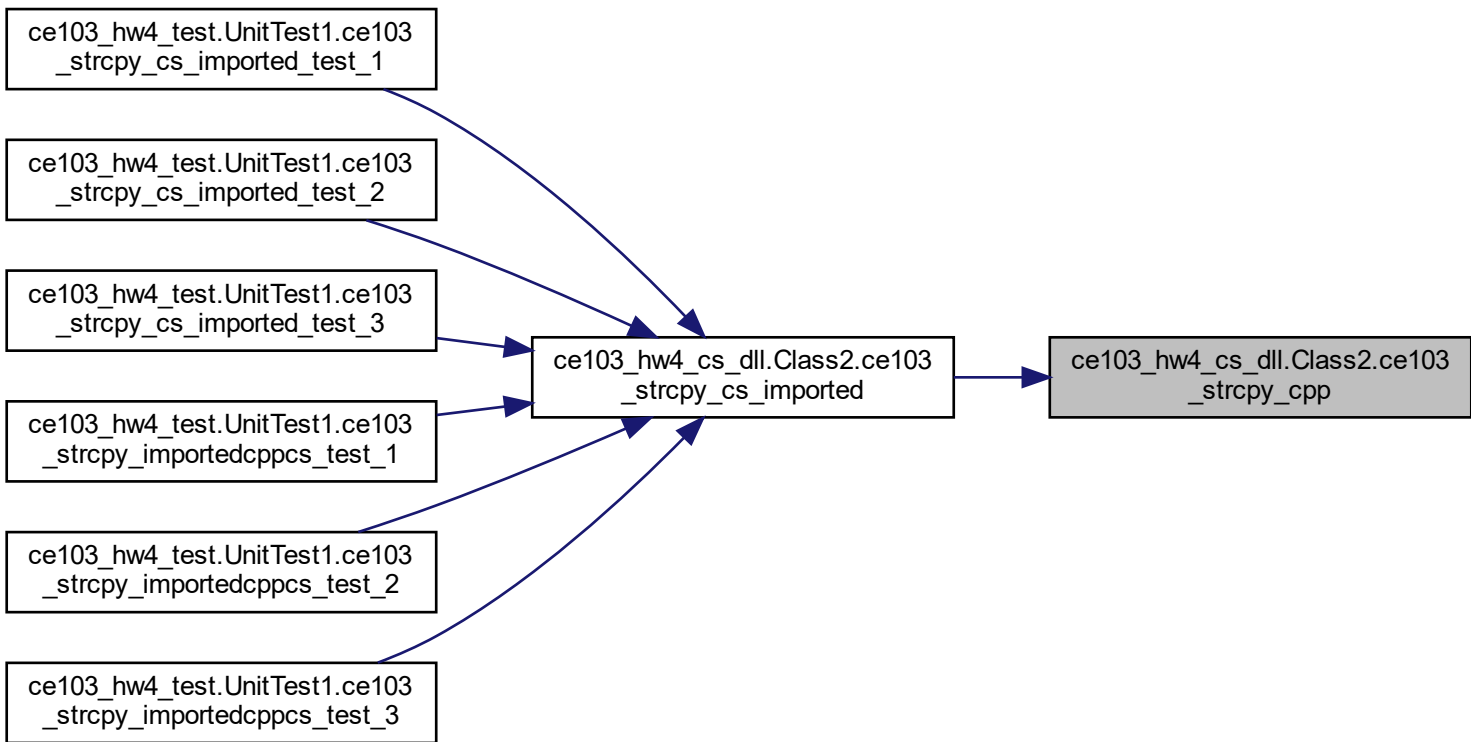 ce103_hw4_test.UnitTest1.ce103
_strcpy_cs_imported_test_1
ce103_hw4_test.UnitTest1.ce103
_strcpy_cs_imported_test_2
ce103_hw4_test.UnitTest1.ce103
_strcpy_cs_imported_test_3
ce103_hw4_test.UnitTest1.ce103
_strcpy_importedcppcs_test_1
ce103_hw4_test.UnitTest1.ce103
_strcpy_importedcppcs_test_2
ce103_hw4_test.UnitTest1.ce103
_strcpy_importedcppcs_test_3
ce103_hw4_cs_dll.Class2.ce103
_strcpy_cs_imported
ce103_hw4_cs_dll.Class2.ce103
_strcpy_cpp